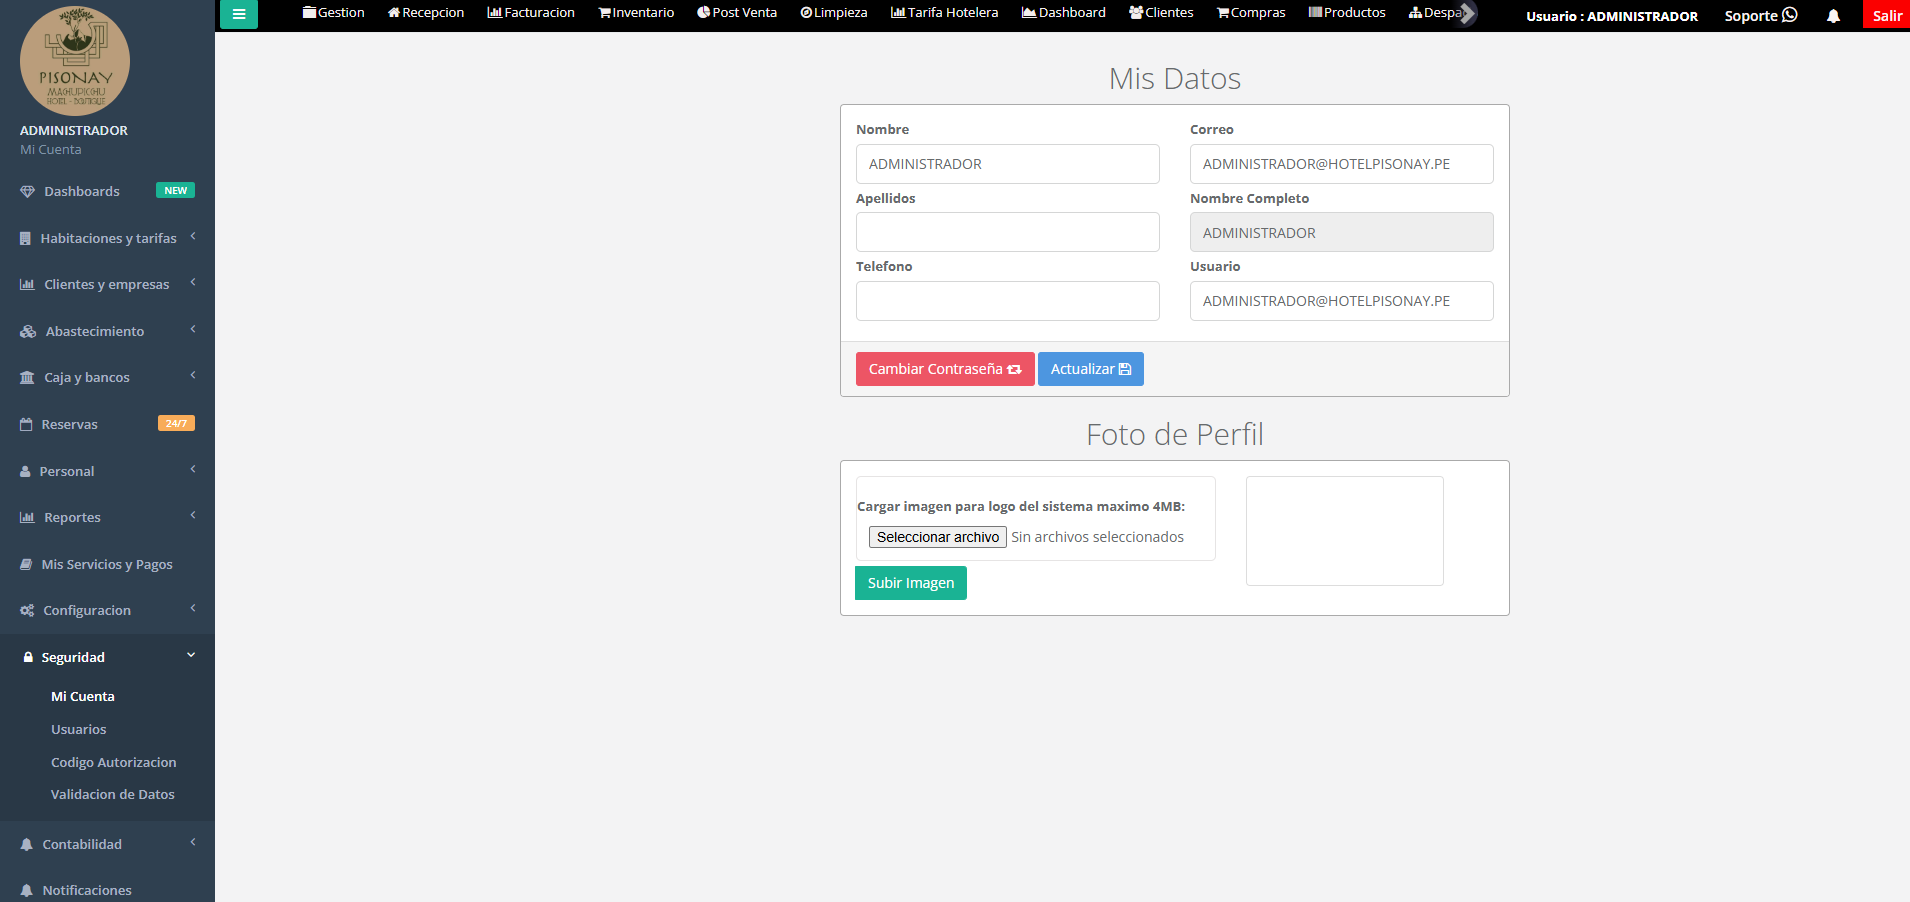 PISONAY
MACHUPICCHU
HOTEL - BOUTIQUE
ADMINISTRADOR
Mi Cuenta
Dashboards NEW
Habitaciones y tarifas
Clientes y empresas
Abastecimiento
Caja y bancos
Reservas 24/7
Personal
Reportes
Mis Servicios y Pagos
Configuracion
Seguridad
Mi Cuenta
Usuarios
Codigo Autorizacion
Validacion de Datos
Contabilidad
Notificaciones
Gestion Recepcion Facturacion Inventario Post Venta Limpieza Tarifa Hotelera Dashboard Clientes Compras Productos Despa Usuario : ADMINISTRADOR Soporte Salir
Mis Datos
Nombre Correo
ADMINISTRADOR ADMINISTRADOR@HOTELPISONAY.PE
Apellidos Nombre Completo
ADMINISTRADOR
Telefono Usuario
ADMINISTRADOR@HOTELPISONAY.PE
Cambiar Contraseña Actualizar
Foto de Perfil
Cargar imagen para logo del sistema maximo 4MB:
Seleccionar archivo Sin archivos seleccionados
Subir Imagen